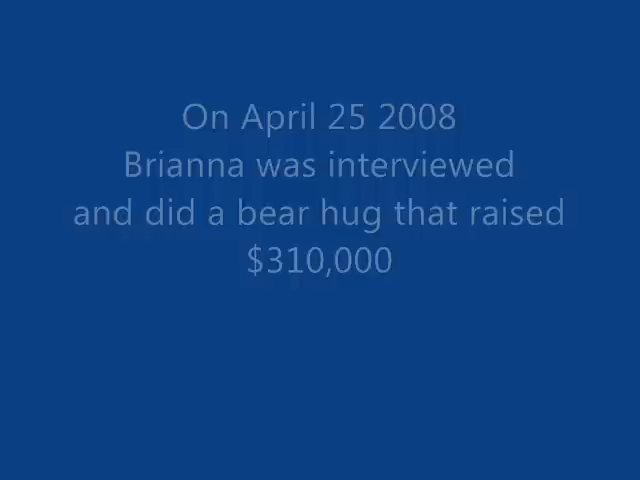 On April 25 2008
Brianna was interviewed
and did a bear hug that raised
$310,000